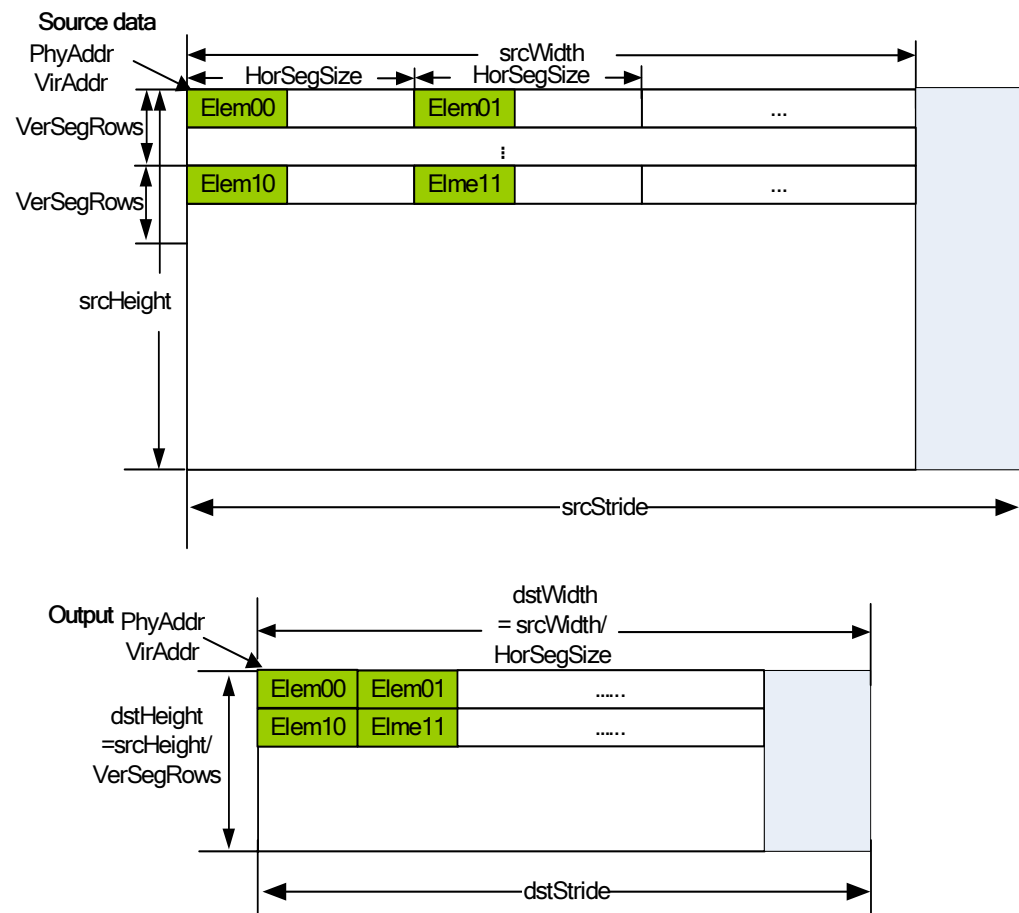 Source data
PhyAddr
VirAddr
srcWidth
HorSegSize
HorSegSize
VerSegRows
Elem00
Elem01
...
⋮
VerSegRows
Elem10
Elme11
...
srcHeight
srcStride
Output
PhyAddr
VirAddr
dstWidth
= srcWidth/
HorSegSize
dstHeight
=srcHeight/
VerSegRows
Elem00
Elem01
......
Elem10
Elme11
......
dstStride